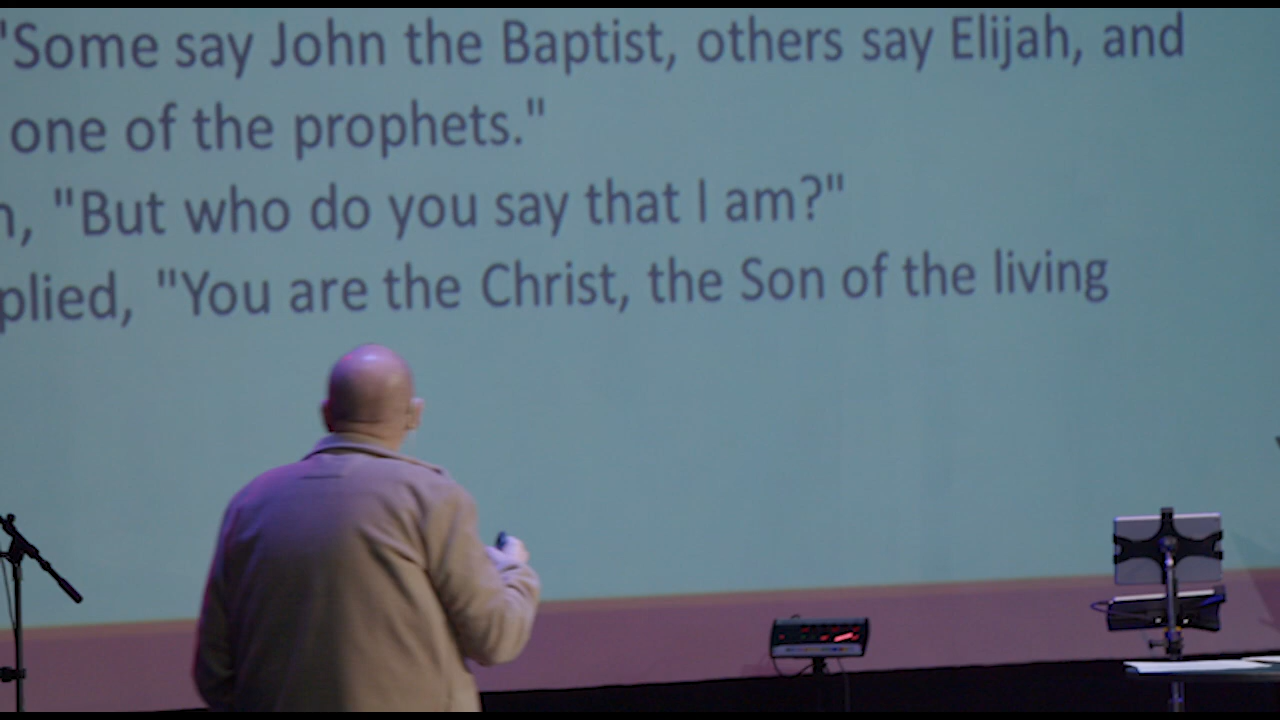 "Some say John the Baptist, others say Elijah, and
one of the prophets."
"But who do you say that I am?"
plied, "You are the Christ, the Son of the living